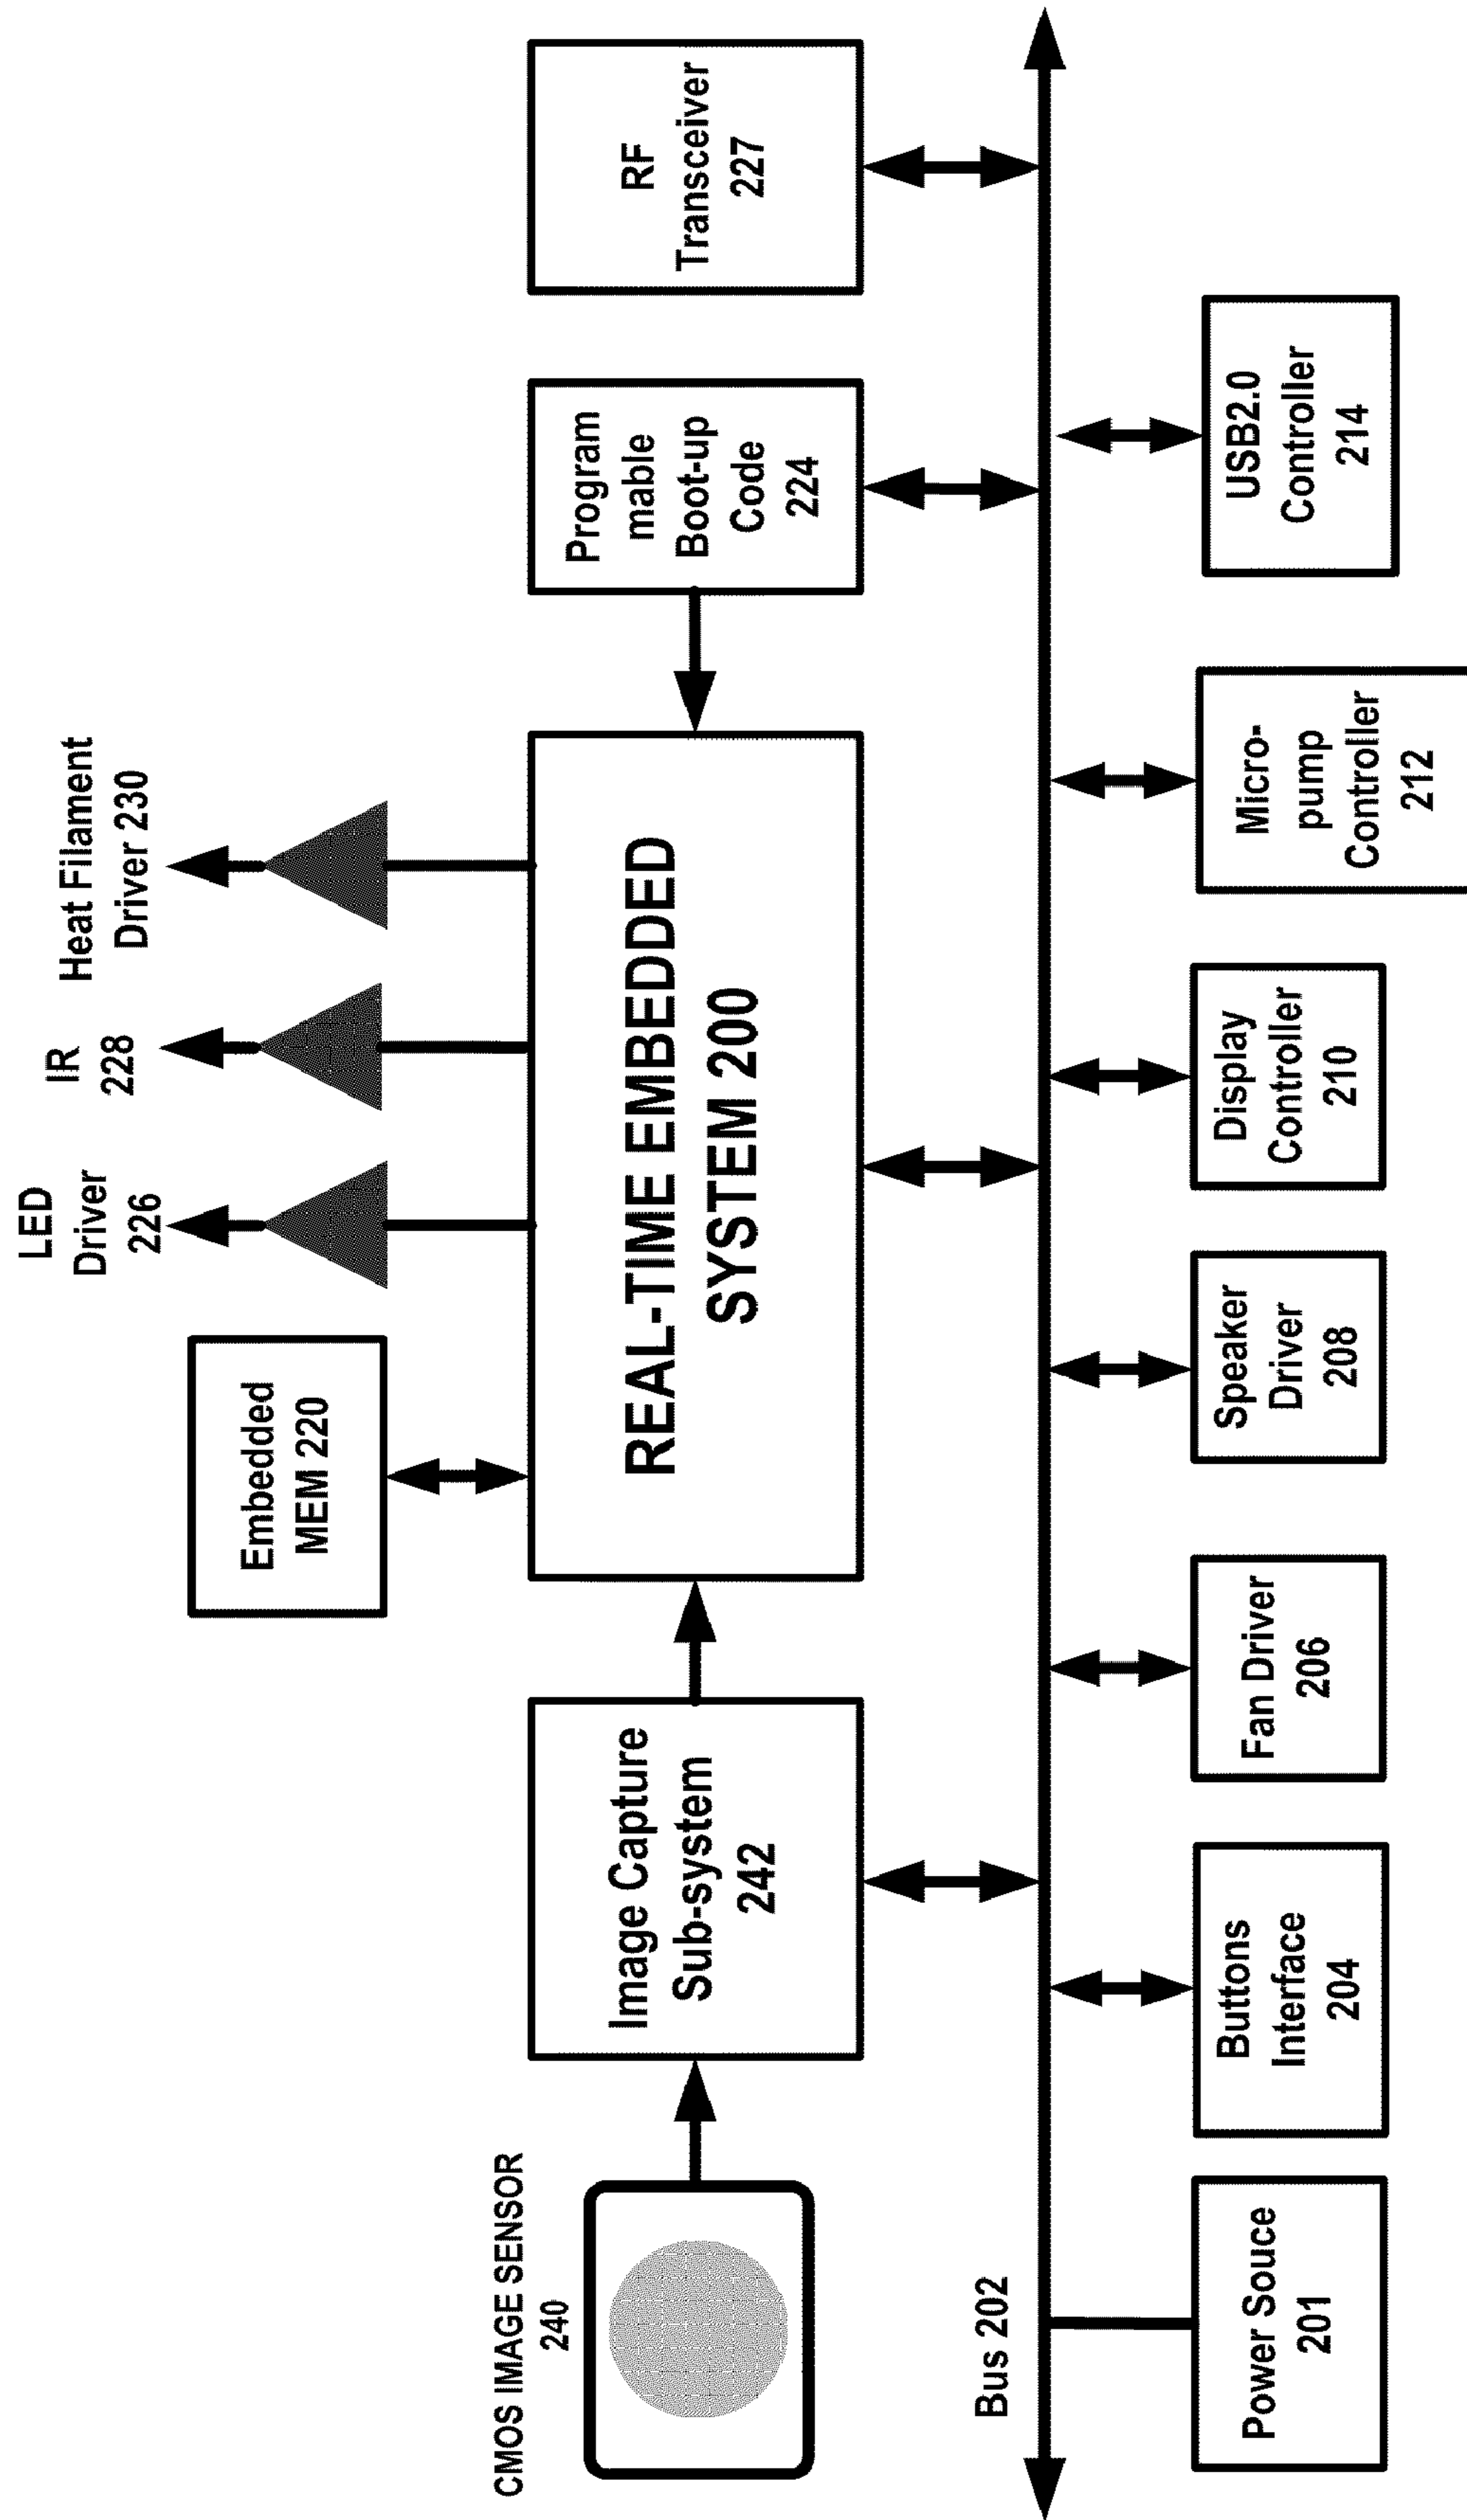 LED
Driver
226
IR
228
Heat Filament
Driver 230
Embedded
MEM 220
CMOS IMAGE SENSOR
240
Image Capture
Sub-system
242
REAL-TIME EMBEDDED
SYSTEM 200
Program
mable
Boot-up
Code
224
RF
Transceiver
227
Bus 202
Power Souce
201
Buttons
Interface
204
Fan Driver
206
Speaker
Driver
208
Display
Controller
210
Micro-
pump
Controller
212
USB2.0
Controller
214